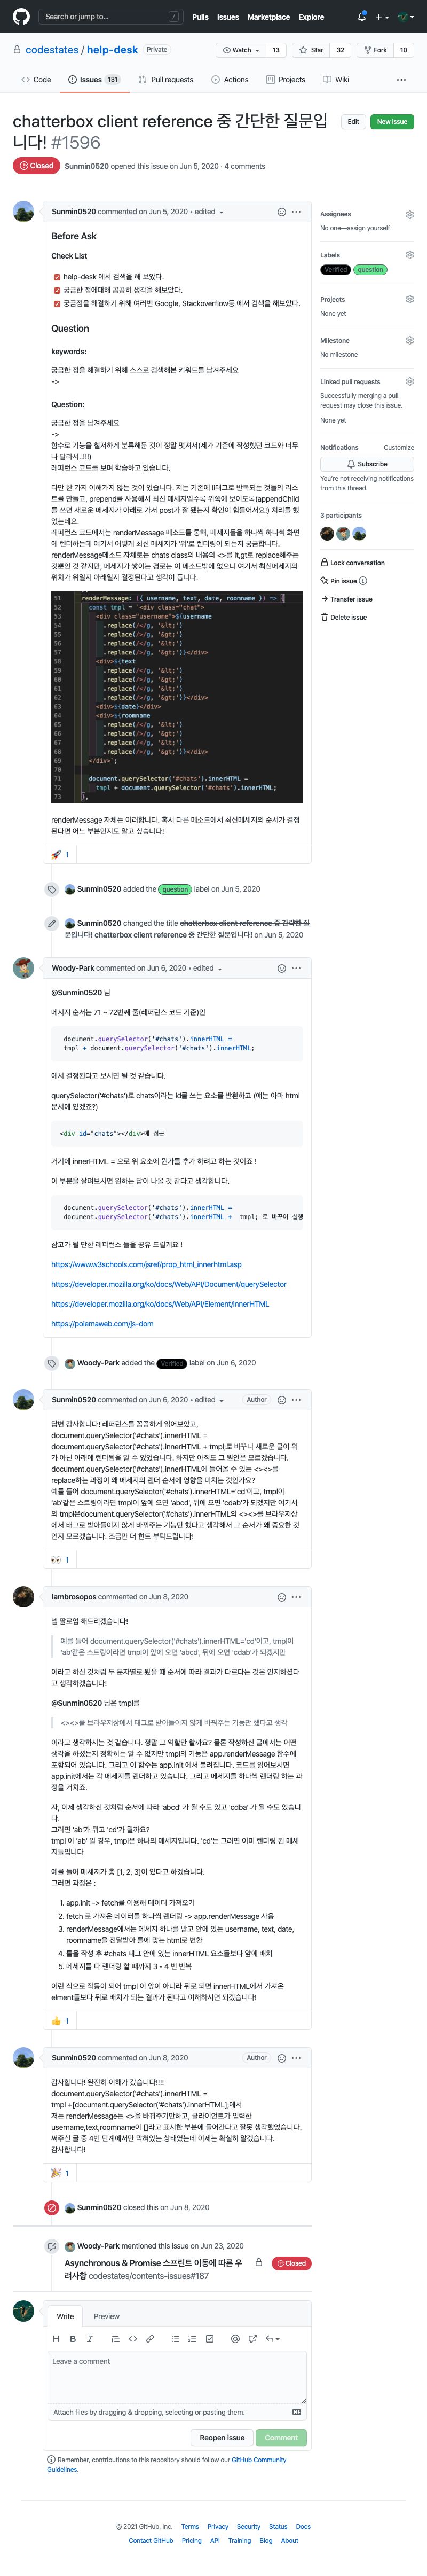 Search or jump to...
/
Pulls Issues Marketplace Explore
codestates / help-desk Private
Watch 13
Star 32
Fork 10
Code
Issues 131
Pull requests
Actions
Projects
Wiki
chatterbox client reference 중 간단한 질문입
니다! #1596
Edit
New issue
Closed
Sunmin0520 opened this issue on Jun 5, 2020 · 4 comments
Sunmin0520 commented on Jun 5, 2020 • edited
Before Ask
Check List
help-desk 에서 검색을 해 보았다.
궁금한 점에대해 곰곰히 생각을 해보았다.
궁금점을 해결하기 위해 여러번 Google, Stackoverflow등 에서 검색을 해보았다.
Question
keywords:
궁금한 점을 해결하기 위해 스스로 검색해본 키워드를 남겨주세요
->
Question:
궁금한 점을 남겨주세요
->
함수로 기능을 철저하게 분류해둔 것이 정말 멋져서(제가 기존에 작성했던 코드와 너무
나 달라서..!!!)
레퍼런스 코드를 보며 학습하고 있습니다.
다만 한 가지 이해가지 않는 것이 있습니다. 저는 기존에 if태그로 반복되는 것들의 리스
트를 만들고, prepend를 사용해서 최신 메세지일수록 위쪽에 보이도록(appendChild
를 쓰면 새로운 메세지가 아래로 가서 post가 잘 됐는지 확인이 힘들어서요!) 처리를 했
었는데요.
레퍼런스 코드에서는 renderMessage 메소드를 통해, 메세지들을 하나씩 하나씩 화면
에 렌더하는데 여기서 어떻게 최신 메세지가 '위'로 렌더링이 되는지 궁금합니다.
renderMessage메소드 자체로는 chats class의 내용의 <>를 lt,gt로 replace해주는
것뿐인 것 같지만, 메세지가 쌓이는 경로는 이 메소드밖에 없으니 여기서 최신메세지의
위치가 위일지 아래일지 결정된다고 생각이 듭니다.
51 renderMessage: ({ username, text, date, roomname }) => {
52 const tmpl = `<div class="chat">
53 <div class="username">${username
54 .replace(/</g, '&lt;')
55 .replace(/>/g, '&gt;')
56 .replace(/</g, '&lt;')
57 .replace(/>/g, '&gt;')}</div>
58 <div>${text
59 .replace(/</g, '&lt;')
60 .replace(/>/g, '&gt;')
61 .replace(/</g, '&lt;')
62 .replace(/>/g, '&gt;')}</div>
63 <div>${date}</div>
64 <div>${roomname
65 .replace(/</g, '&lt;')
66 .replace(/>/g, '&gt;')
67 .replace(/</g, '&lt;')
68 .replace(/>/g, '&gt;')}</div>
69 </div>`;
70
71 document.querySelector('#chats').innerHTML =
72 tmpl + document.querySelector('#chats').innerHTML;
73 },
renderMessage 자체는 이러합니다. 혹시 다른 메소드에서 최신메세지의 순서가 결정
된다면 어느 부분인지도 알고 싶습니다!
1
Sunmin0520 added the question label on Jun 5, 2020
Sunmin0520 changed the title chatterbox client reference 중 간략한 질
문입니다! chatterbox client reference 중 간단한 질문입니다! on Jun 5, 2020
Woody-Park commented on Jun 6, 2020 • edited
@Sunmin0520 님
메시지 순서는 71 ~ 72번째 줄(레퍼런스 코드 기준)인
document.querySelector('#chats').innerHTML =
tmpl + document.querySelector('#chats').innerHTML;
에서 결정된다고 보시면 될 것 같습니다.
querySelector('#chats')로 chats이라는 id를 쓰는 요소를 반환하고 (얘는 아마 html
문서에 있겠죠?)
<div id="chats"></div>에 접근
거기에 innerHTML = 으로 위 요소에 뭔가를 추가 하려고 하는 것이죠 !
이 부분을 살펴보시면 원하는 답이 나올 것 같다고 생각합니다.
document.querySelector('#chats').innerHTML =
document.querySelector('#chats').innerHTML + tmpl; 로 바꾸어 실행
참고가 될 만한 레퍼런스 들을 공유 드릴게요 !
https://www.w3schools.com/jsref/prop_html_innerhtml.asp
https://developer.mozilla.org/ko/docs/Web/API/Document/querySelector
https://developer.mozilla.org/ko/docs/Web/API/Element/innerHTML
https://poiemaweb.com/js-dom
Woody-Park added the Verified label on Jun 6, 2020
Sunmin0520 commented on Jun 6, 2020 • edited
Author
답번 감사합니다! 레퍼런스를 꼼꼼하게 읽어보았고,
document.querySelector('#chats').innerHTML =
document.querySelector('#chats').innerHTML + tmpl;로 바꾸니 새로운 글이 위
가 아닌 아래에 렌더됨을 알 수 있었습니다. 하지만 아직도 그 원인은 모르겠습니다.
document.querySelector('#chats').innerHTML에 들어올 수 있는 <><>를
replace하는 과정이 왜 메세지의 렌더 순서에 영향을 미치는 것인가요?
예를 들어 document.querySelector('#chats').innerHTML='cd'이고, tmpl이
'ab'같은 스트링이라면 tmpl이 앞에 오면 'abcd', 뒤에 오면 'cdab'가 되겠지만 여기서
의 tmpl은document.querySelector('#chats').innerHTML의 <><>를 브라우저상
에서 태그로 받아들이지 않게 바꿔주는 기능만 했다고 생각해서 그 순서가 왜 중요한 것
인지 모르겠습니다. 조금만 더 힌트 부탁드립니다!
1
lambrosopos commented on Jun 8, 2020
넵 팔로업 해드리겠습니다!
예를 들어 document.querySelector('#chats').innerHTML='cd'이고, tmpl이
'ab'같은 스트링이라면 tmpl이 앞에 오면 'abcd', 뒤에 오면 'cdab'가 되겠지만
이라고 하신 것처럼 두 문자열로 봤을 때 순서에 따라 결과가 다르다는 것은 인지하셨다
고 생각하겠습니다!
@Sunmin0520 님은 tmpl를
<><>를 브라우저상에서 태그로 받아들이지 않게 바꿔주는 기능만 했다고 생각
이라고 생각하시는 것 같습니다. 정말 그 역할만 할까요? 물론 작성하신 글에서는 어떤
생각을 하셨는지 정확히는 알 수 없지만 tmpl의 기능은 app.renderMessage 함수에
포함되어 있습니다. 그리고 이 함수는 app.init 에서 불러집니다. 코드를 읽어보시면
app.init에서는 각 메세지를 렌더하고 있습니다. 그리고 메세지를 하나씩 렌더링 하는 과
정을 거치죠.
자, 이제 생각하신 것처럼 순서에 따라 'abcd' 가 될 수도 있고 'cdba' 가 될 수도 있습니
다.
그러면 'ab'가 뭐고 'cd'가 뭘까요?
tmpl 이 'ab' 일 경우, tmpl은 하나의 메세지입니다. 'cd'는 그러면 이미 렌더링 된 메세
지들입니다
예를 들어 메세지가 총 [1, 2, 3]이 있다고 하겠습니다.
그러면 과정은 :
1. app.init -> fetch를 이용해 데이터 가져오기
2. fetch 로 가져온 데이터를 하나씩 렌더링 -> app.renderMessage 사용
3. renderMessage에서는 메세지 하나를 받고 안에 있는 username, text, date,
roomname을 전달받아 틀에 맞는 html로 변환
4. 틀을 작성 후 #chats 태그 안에 있는 innerHTML 요소들보다 앞에 배치
5. 메세지를 다 렌더링 할 때까지 3 - 4 번 반복
이런 식으로 작동이 되어 tmpl 이 앞이 아니라 뒤로 되면 innerHTML에서 가져온
elment들보다 뒤로 배치가 되는 결과가 된다고 이해하시면 되겠습니다!
1
Sunmin0520 commented on Jun 8, 2020
Author
감사합니다! 완전히 이해가 갔습니다!!!!
document.querySelector('#chats').innerHTML =
tmpl +[document.querySelector('#chats').innerHTML];에서
저는 renderMessage는 <>을 바꿔주기만하고, 클라이언트가 입력한
username,text,roomname이 []라고 표시한 부분에 들어간다고 잘못 생각했었습니다.
써주신 글 중 4번 단계에서만 막혀있는 상태였는데 이제는 확실히 알겠습니다.
감사합니다!
1
Sunmin0520 closed this on Jun 8, 2020
Woody-Park mentioned this issue on Jun 23, 2020
Asynchronous & Promise 스프린트 이동에 따른 우
려사항 codestates/contents-issues#187
Closed
Write
Preview
Leave a comment
Attach files by dragging & dropping, selecting or pasting them.
Reopen issue
Comment
Remember, contributions to this repository should follow our GitHub Community
Guidelines.
Assignees
No one—assign yourself
Labels
Verified question
Projects
None yet
Milestone
No milestone
Linked pull requests
Successfully merging a pull
request may close this issue.
None yet
Notifications Customize
Subscribe
You're not receiving notifications
from this thread.
3 participants
Lock conversation
Pin issue
Transfer issue
Delete issue
© 2021 GitHub, Inc. Terms Privacy Security Status Docs
Contact GitHub Pricing API Training Blog About